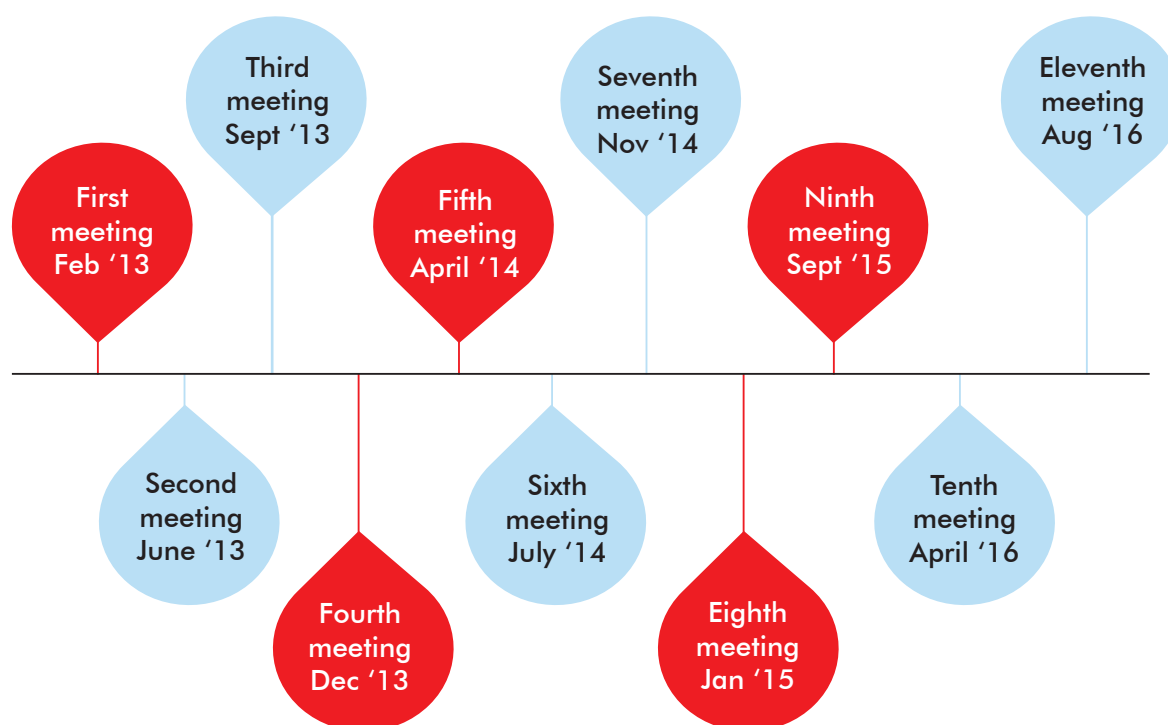 First
meeting
Feb ‘13
Second
meeting
June ‘13
Third
meeting
Sept ‘13
Fourth
meeting
Dec ‘13
Fifth
meeting
April ‘14
Sixth
meeting
July ‘14
Seventh
meeting
Nov ‘14
Eighth
meeting
Jan ‘15
Ninth
meeting
Sept ‘15
Tenth
meeting
April ‘16
Eleventh
meeting
Aug ‘16